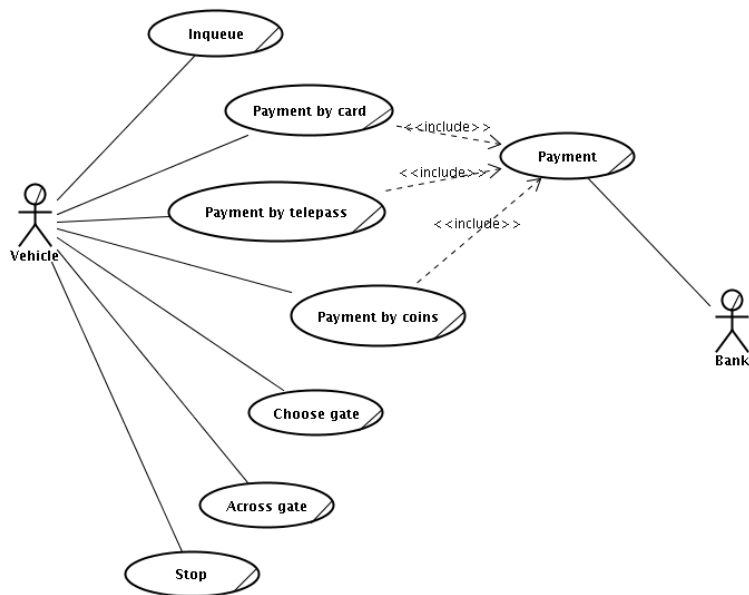 Inqueue
Payment by card
<<include>>
Payment
<<include>>
Payment by telepass
<<include>>
Vehicle
Payment by coins
Bank
Choose gate
Across gate
Stop